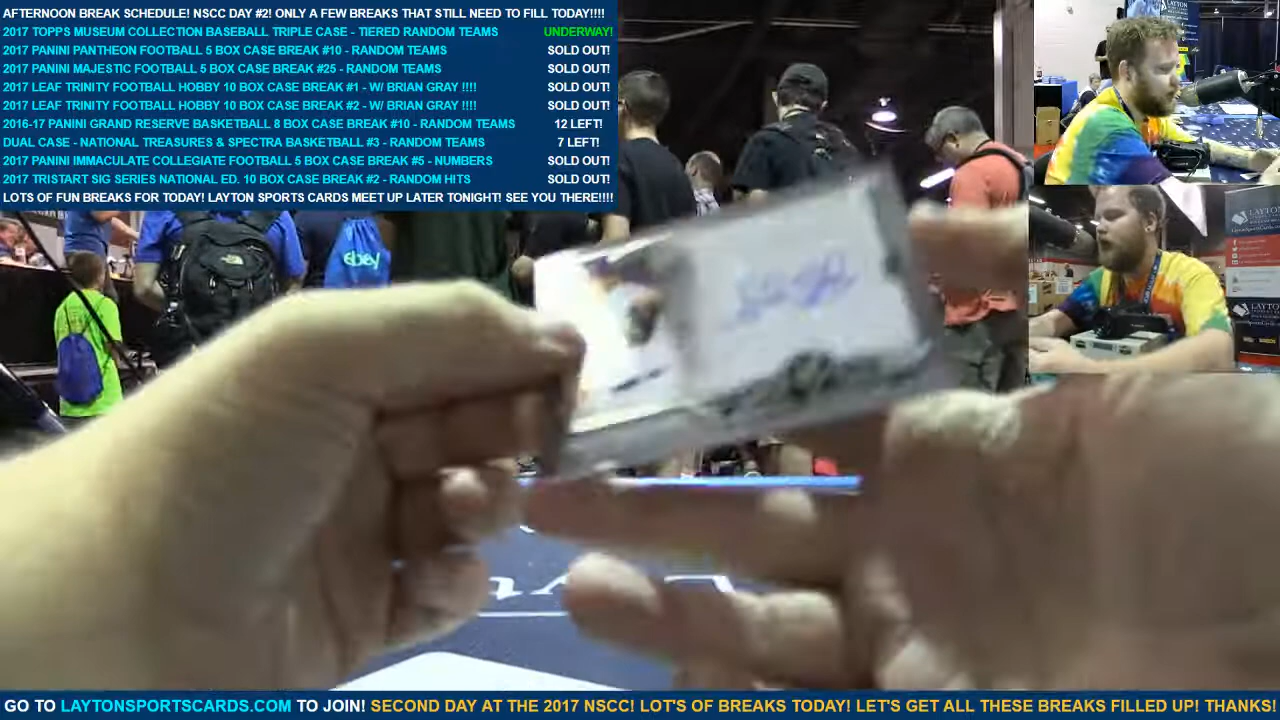 AFTERNOON BREAK SCHEDULE! NSCC DAY #2! ONLY A FEW BREAKS THAT STILL NEED TO FILL TODAY!!!!
2017 TOPPS MUSEUM COLLECTION BASEBALL TRIPLE CASE - TIERED RANDOM TEAMS UNDERWAY!
2017 PANINI PANTHEON FOOTBALL 5 BOX CASE BREAK #10 - RANDOM TEAMS SOLD OUT!
2017 PANINI MAJESTIC FOOTBALL 5 BOX CASE BREAK #25 - RANDOM TEAMS SOLD OUT!
2017 LEAF TRINITY FOOTBALL HOBBY 10 BOX CASE BREAK #1 - W/ BRIAN GRAY !!!! SOLD OUT!
2017 LEAF TRINITY FOOTBALL HOBBY 10 BOX CASE BREAK #2 - W/ BRIAN GRAY !!!! SOLD OUT!
2016-17 PANINI GRAND RESERVE BASKETBALL 8 BOX CASE BREAK #10 - RANDOM TEAMS 12 LEFT!
DUAL CASE - NATIONAL TREASURES & SPECTRA BASKETBALL #3 - RANDOM TEAMS 7 LEFT!
2017 PANINI IMMACULATE COLLEGIATE FOOTBALL 5 BOX CASE BREAK #5 - NUMBERS SOLD OUT!
2017 TRISTART SIG SERIES NATIONAL ED. 10 BOX CASE BREAK #2 - RANDOM HITS SOLD OUT!
LOTS OF FUN BREAKS FOR TODAY! LAYTON SPORTS CARDS MEET UP LATER TONIGHT! SEE YOU THERE!!!!
ebay
LAYTON
GO TO LAYTONSPORTSCARDS.COM TO JOIN! SECOND DAY AT THE 2017 NSCC! LOT'S OF BREAKS TODAY! LET'S GET ALL THESE BREAKS FILLED UP! THANKS!